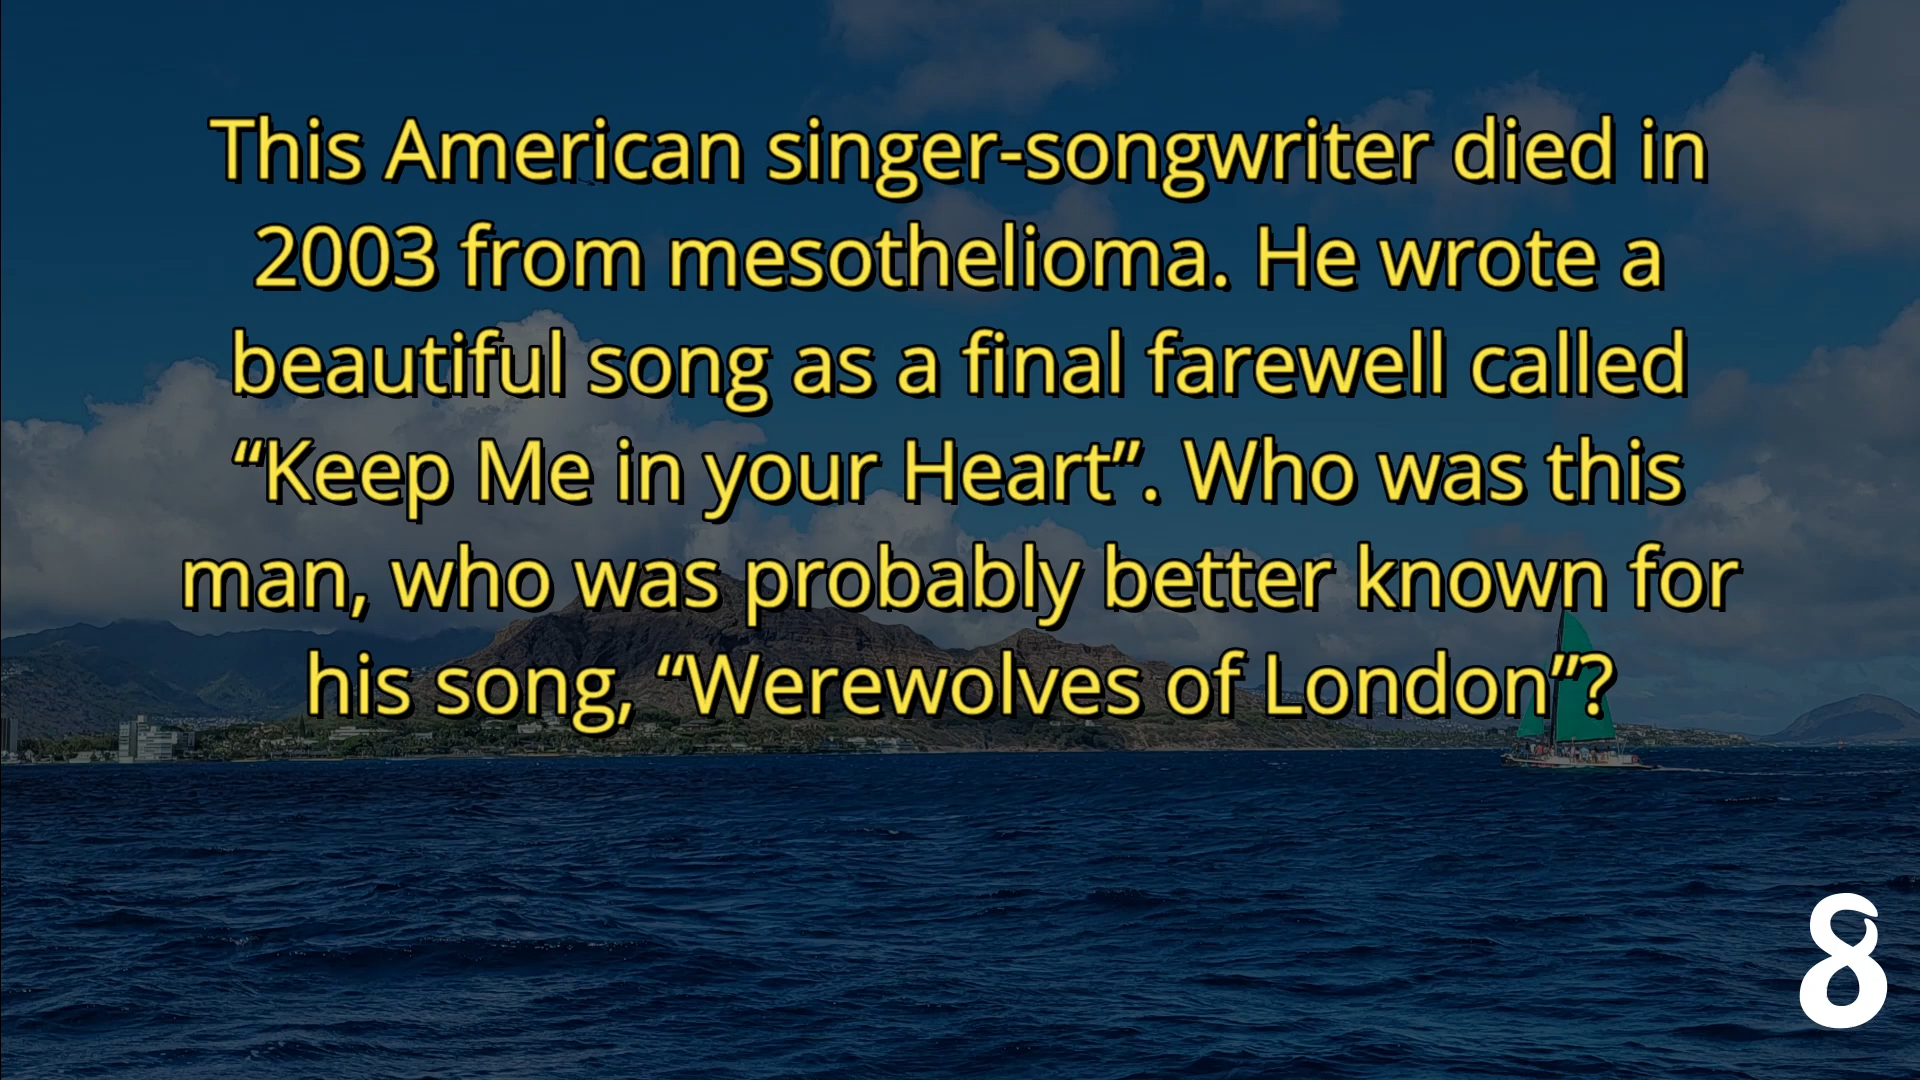 This American singer-songwriter died in
2003 from mesothelioma. He wrote a
beautiful song as a final farewell called
“Keep Me in your Heart”. Who was this
man, who was probably better known for
his song, “Werewolves of London”?
8